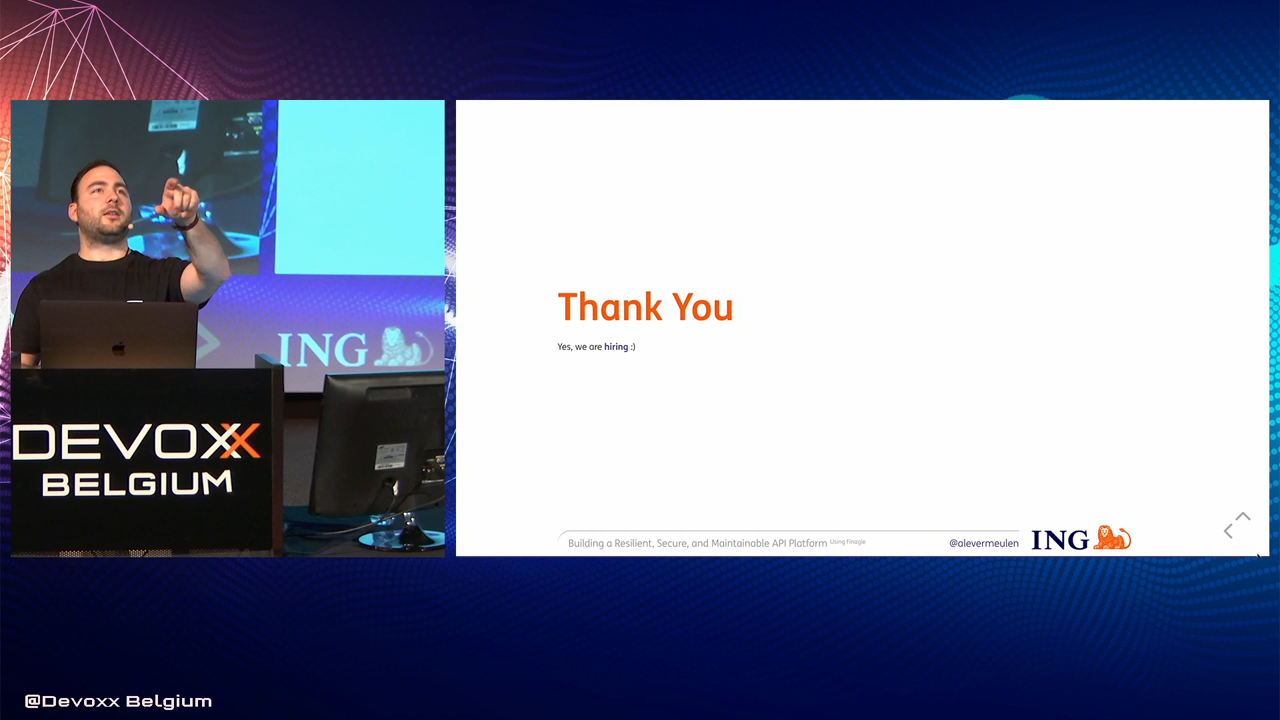 ING
DEVOXX
BELGIUM
Thank You
Yes, we are hiring :)
Building a Resilient, Secure, and Maintainable API Platform Using Finagle
@alevermeulen
ING
@Devoxx Belgium